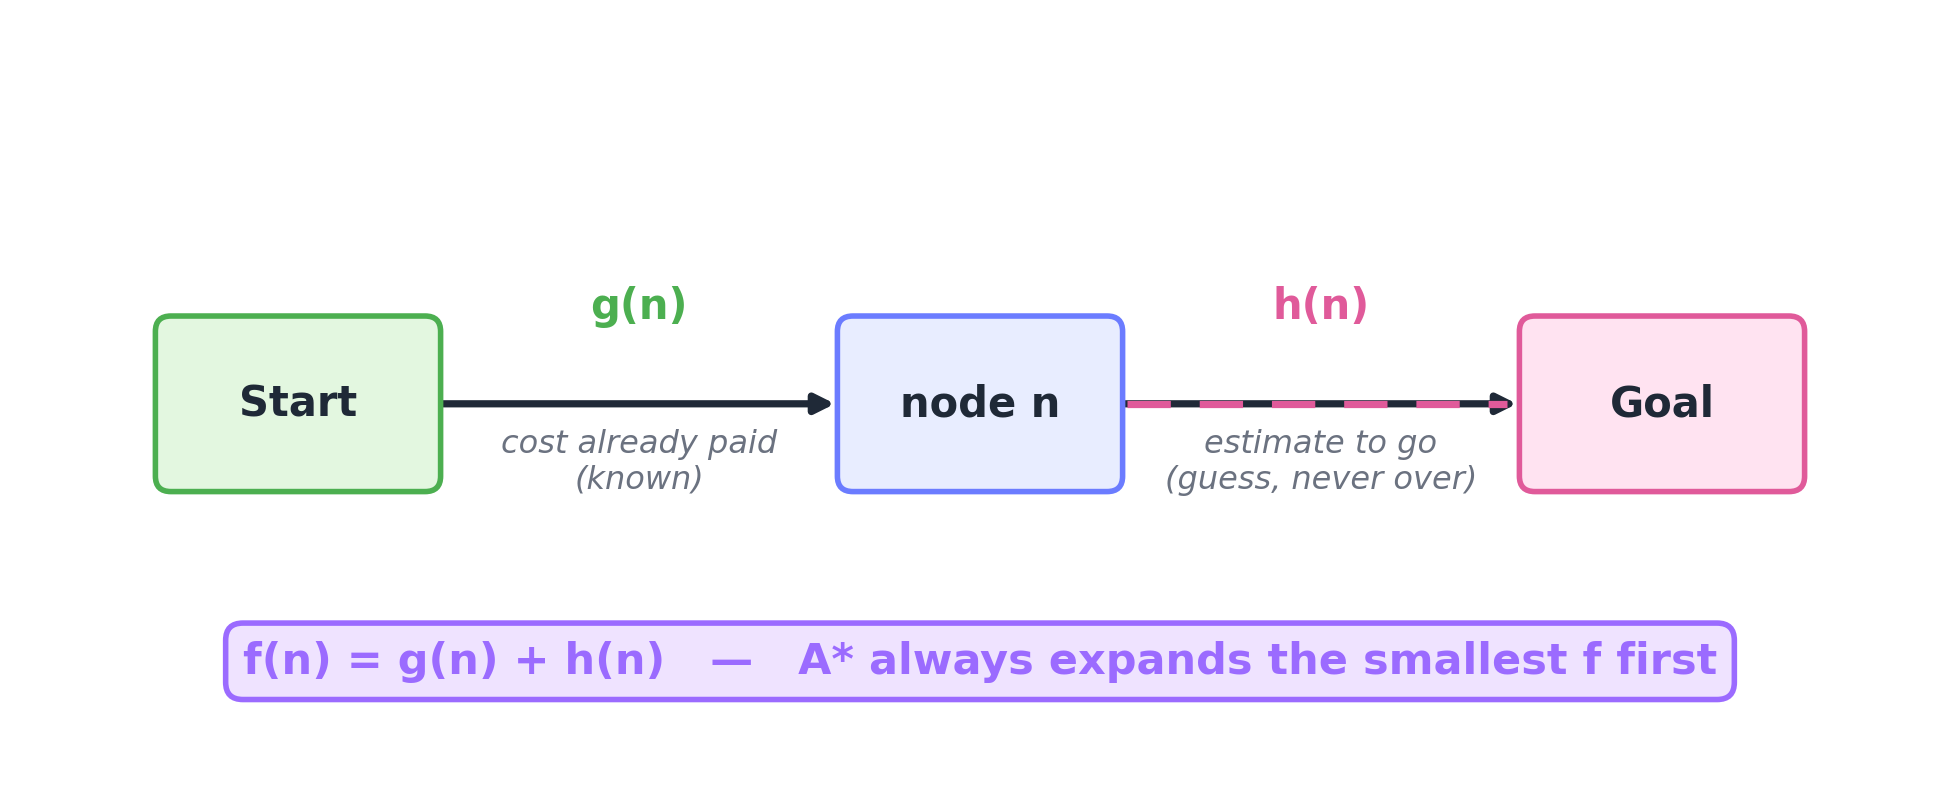 g(n)
h(n)
Start
node n
Goal
cost already paid
(known)
estimate to go
(guess, never over)
f(n) = g(n) + h(n) — A* always expands the smallest f first